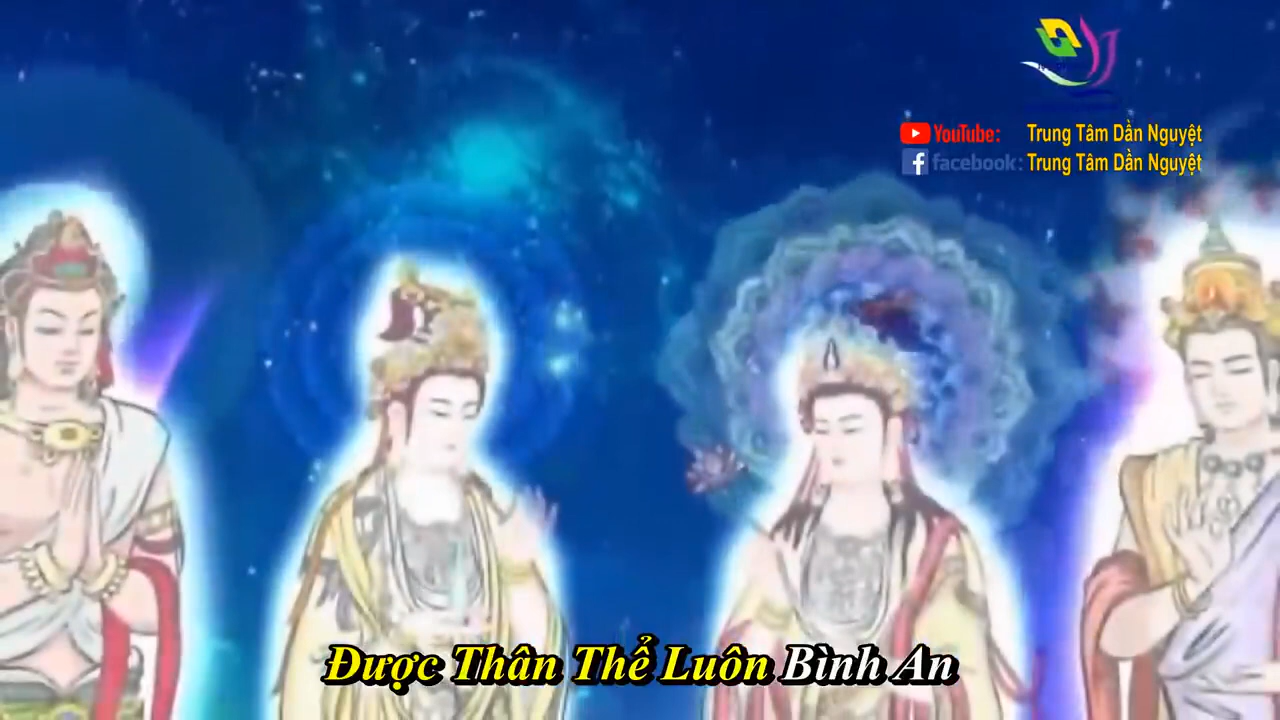 YouTube: Trung Tâm Dần Nguyệt
facebook: Trung Tâm Dần Nguyệt
Được Thân Thể Luôn Bình An